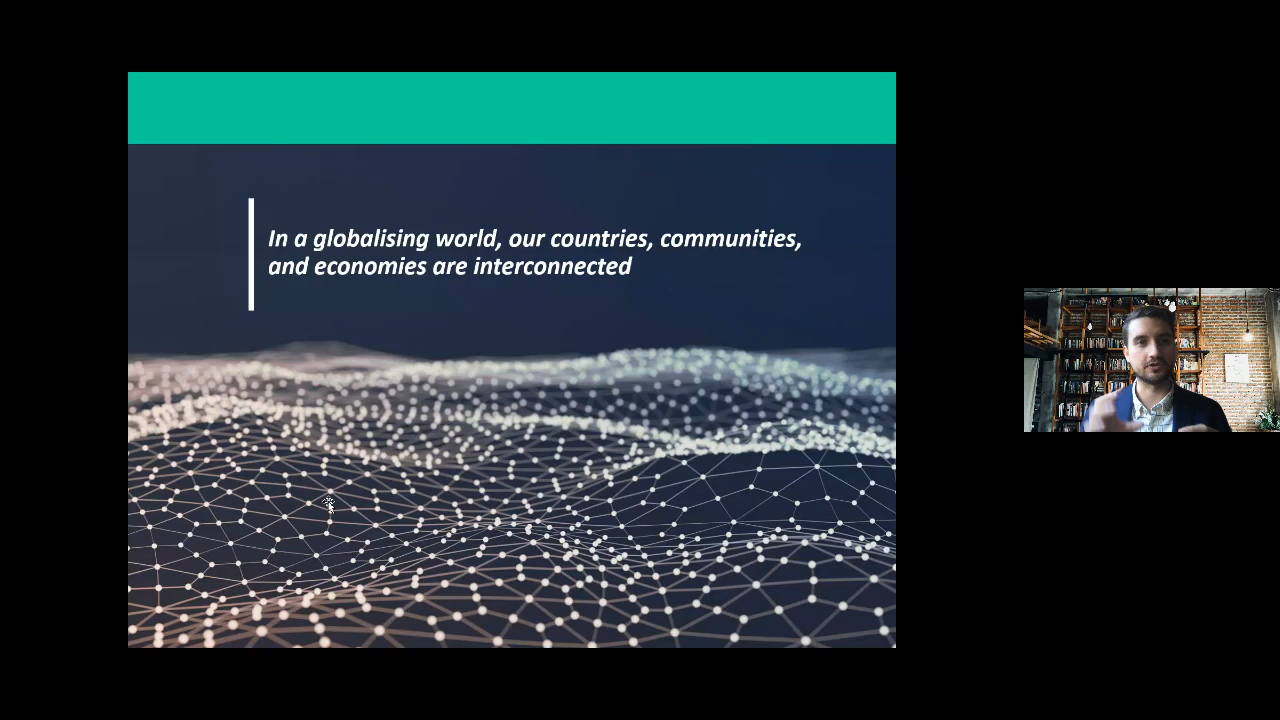 In a globalising world, our countries, communities,
and economies are interconnected